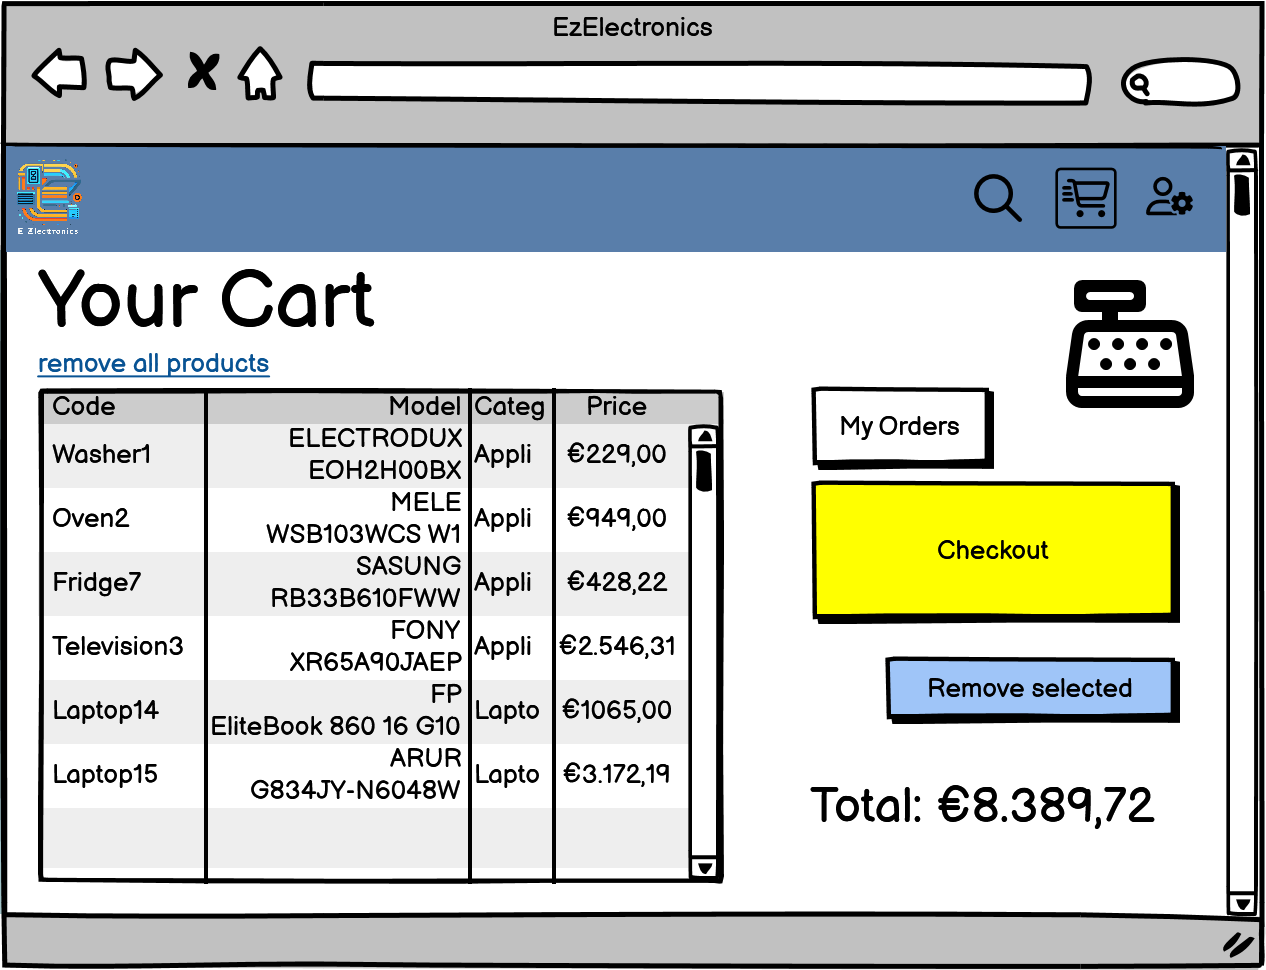 EzElectronics
E Electronics
Your Cart
remove all products
Code Model Categ Price
Washer1 ELECTRODUX EOH2H00BX Appli €229,00
Oven2 MELE WSB103WCS W1 Appli €949,00
Fridge7 SASUNG RB33B610FWW Appli €428,22
Television3 FONY XR65A90JAEP Appli €2.546,31
Laptop14 FP EliteBook 860 16 G10 Lapto €1065,00
Laptop15 ARUR G834JY-N6048W Lapto €3.172,19
My Orders
Checkout
Remove selected
Total: €8.389,72